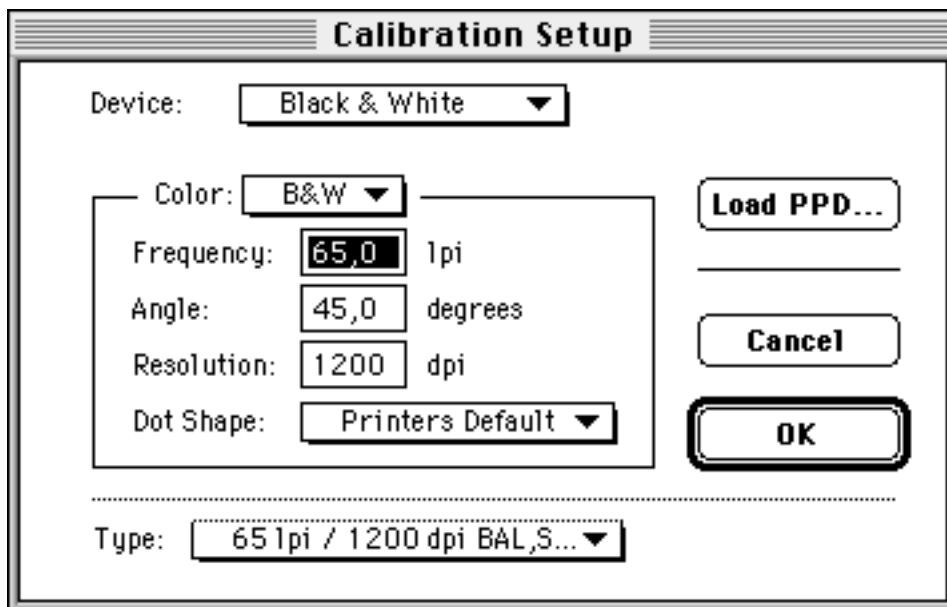 Calibration Setup
Device: Black & White
Color: B&W
Load PPD...
Frequency: 65,0 lpi
Angle: 45,0 degrees
Cancel
Resolution: 1200 dpi
Dot Shape: Printers Default
OK
Type: 65 lpi / 1200 dpi BAL,S...